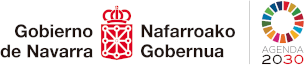 Gobierno
de Navarra
Nafarroako
Gobernua
AGENDA
2030